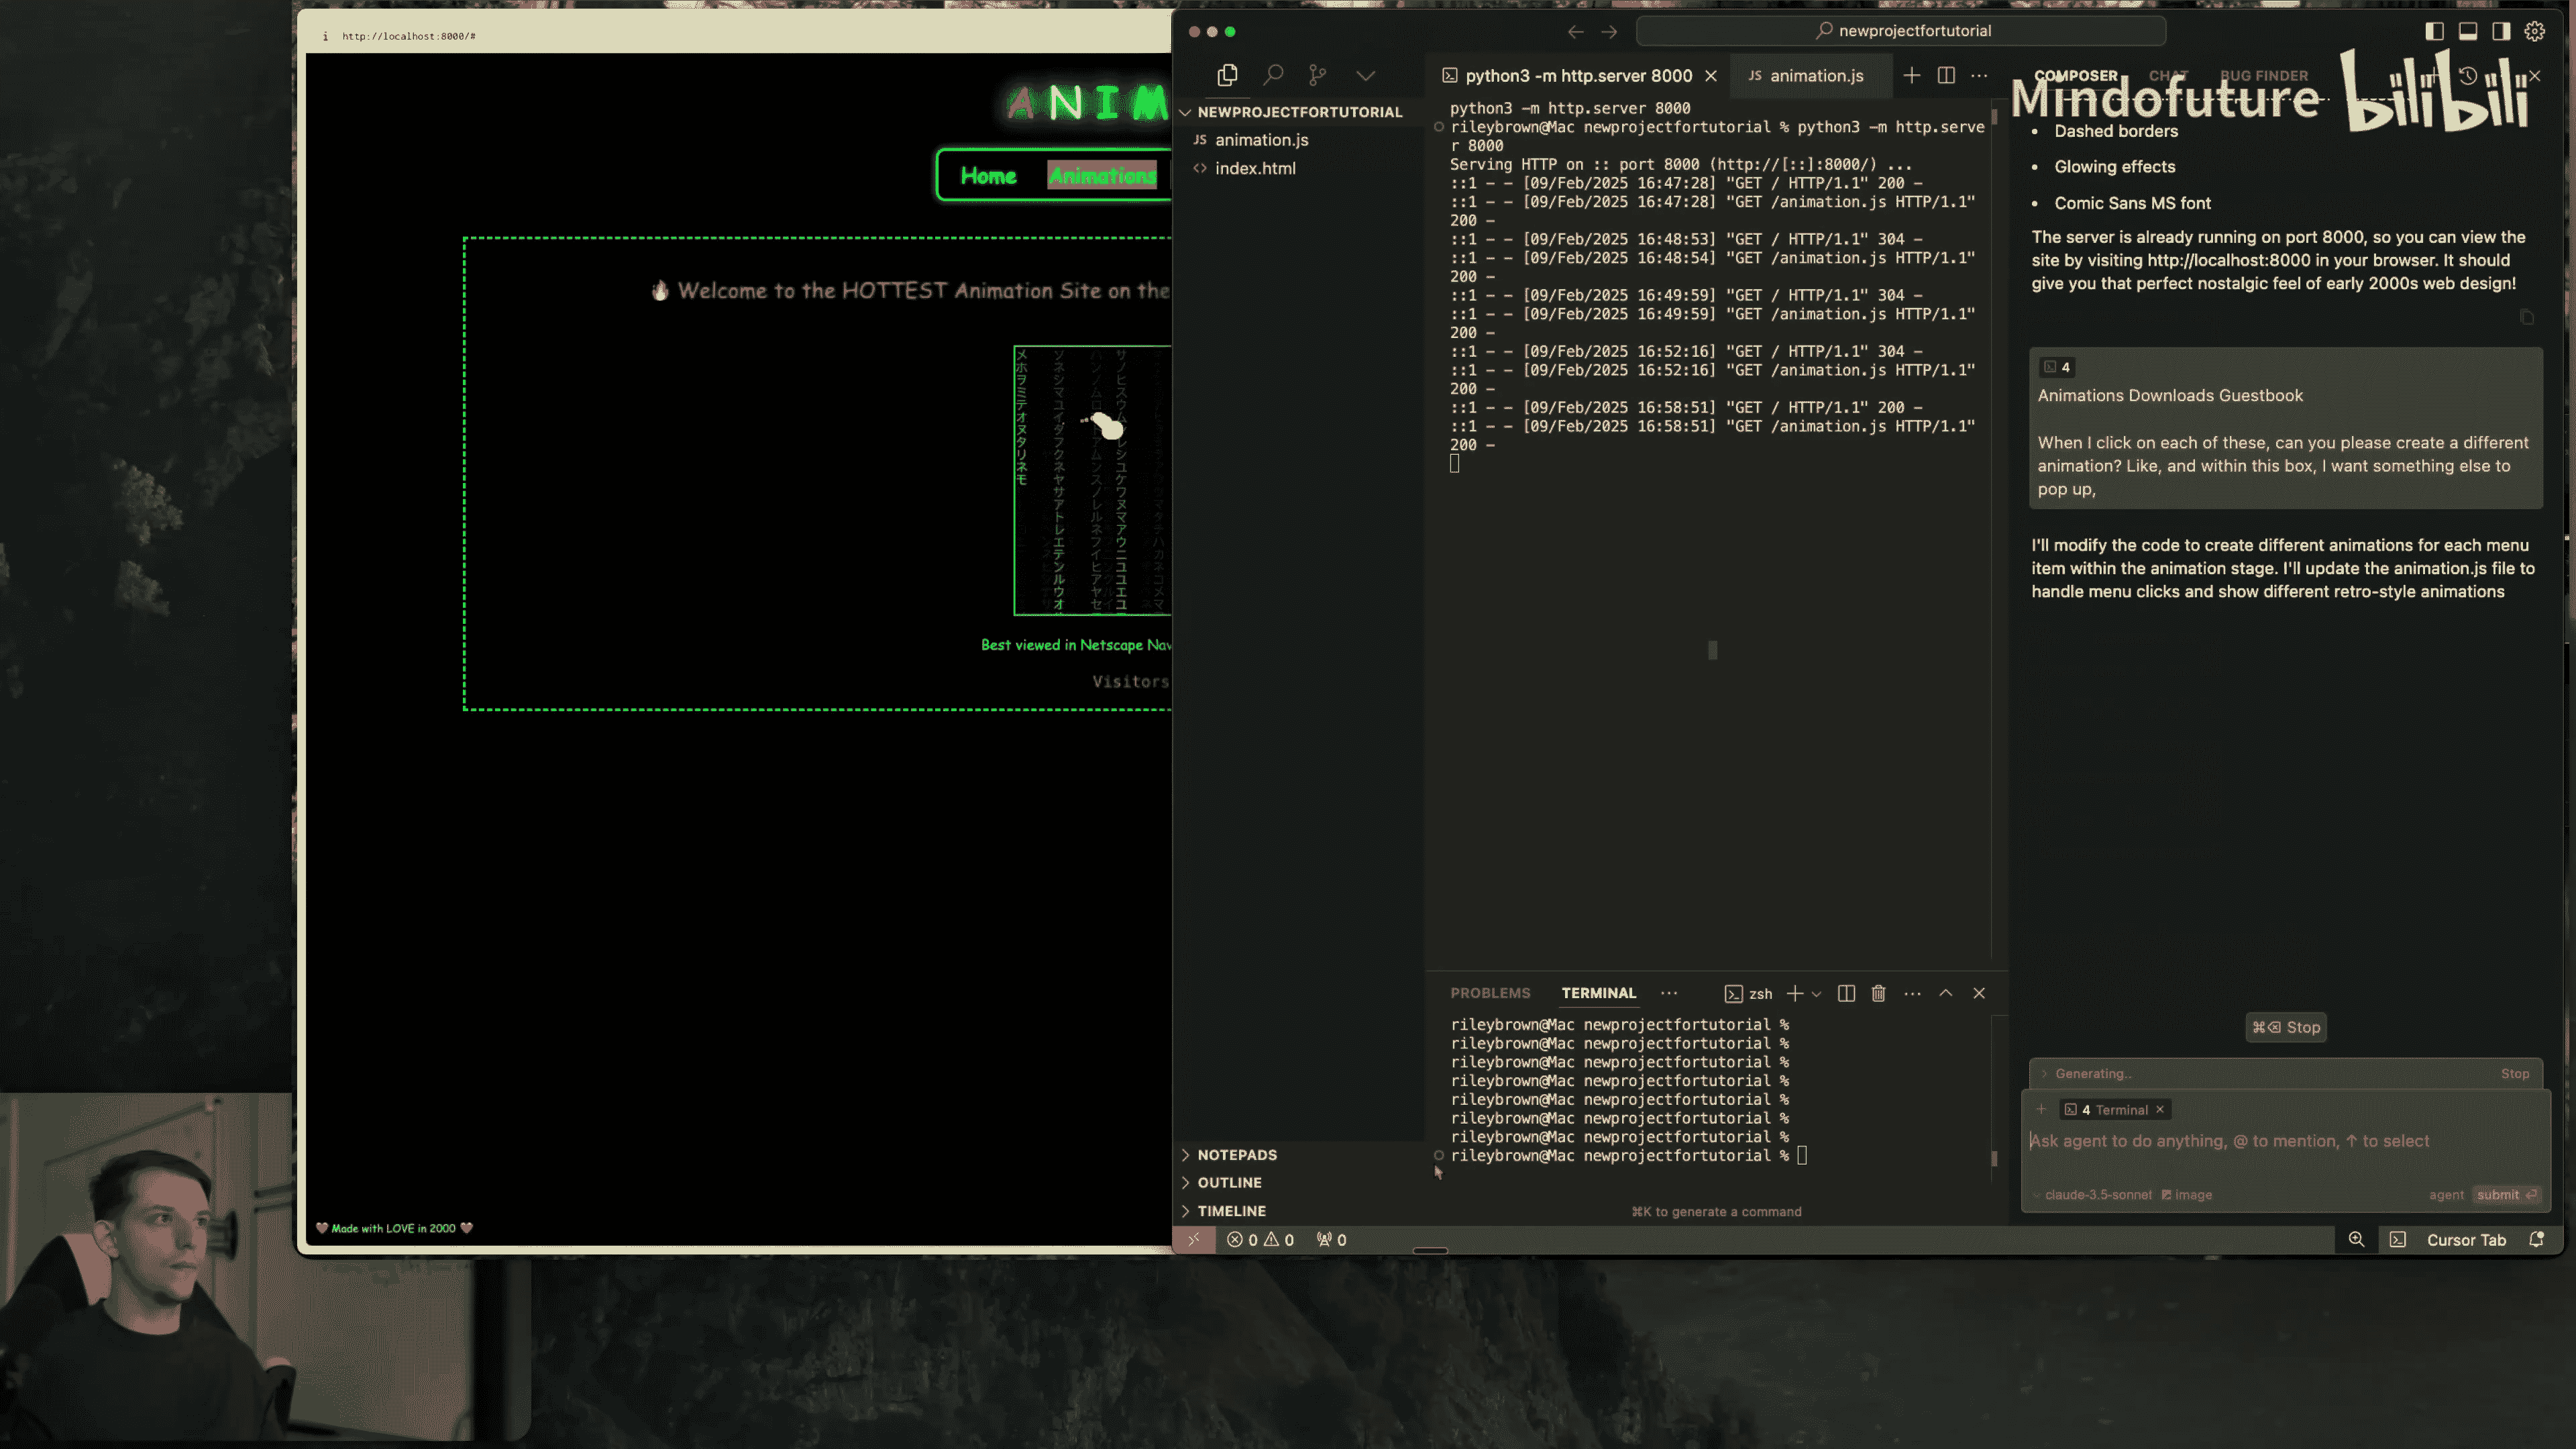 http://localhost:8000/#
ANIM
Home Animations
🔥 Welcome to the HOTTEST Animation Site on the
Best viewed in Netscape Nav
Visitors
🤎 Made with LOVE in 2000 🤎
newprojectfortutorial
NEWPROJECTFORTUTORIAL
JS animation.js
<> index.html
NOTEPADS
OUTLINE
TIMELINE
python3 -m http.server 8000
JS animation.js
python3 -m http.server 8000
rileybrown@Mac newprojectfortutorial % python3 -m http.serve
r 8000
Serving HTTP on :: port 8000 (http://[::]:8000/) ...
::1 - - [09/Feb/2025 16:47:28] "GET / HTTP/1.1" 200 -
::1 - - [09/Feb/2025 16:47:28] "GET /animation.js HTTP/1.1"
200 -
::1 - - [09/Feb/2025 16:48:53] "GET / HTTP/1.1" 304 -
::1 - - [09/Feb/2025 16:48:54] "GET /animation.js HTTP/1.1"
200 -
::1 - - [09/Feb/2025 16:49:59] "GET / HTTP/1.1" 304 -
::1 - - [09/Feb/2025 16:49:59] "GET /animation.js HTTP/1.1"
200 -
::1 - - [09/Feb/2025 16:52:16] "GET / HTTP/1.1" 304 -
::1 - - [09/Feb/2025 16:52:16] "GET /animation.js HTTP/1.1"
200 -
::1 - - [09/Feb/2025 16:58:51] "GET / HTTP/1.1" 200 -
::1 - - [09/Feb/2025 16:58:51] "GET /animation.js HTTP/1.1"
200 -
PROBLEMS TERMINAL ··· zsh
rileybrown@Mac newprojectfortutorial %
rileybrown@Mac newprojectfortutorial %
rileybrown@Mac newprojectfortutorial %
rileybrown@Mac newprojectfortutorial %
rileybrown@Mac newprojectfortutorial %
rileybrown@Mac newprojectfortutorial %
rileybrown@Mac newprojectfortutorial %
rileybrown@Mac newprojectfortutorial %
⌘K to generate a command
COMPOSER CHAT BUG FINDER
Mindofuture bilibili
• Dashed borders
• Glowing effects
• Comic Sans MS font
The server is already running on port 8000, so you can view the
site by visiting http://localhost:8000 in your browser. It should
give you that perfect nostalgic feel of early 2000s web design!
4
Animations Downloads Guestbook
When I click on each of these, can you please create a different
animation? Like, and within this box, I want something else to
pop up,
I'll modify the code to create different animations for each menu
item within the animation stage. I'll update the animation.js file to
handle menu clicks and show different retro-style animations
⌘⌫ Stop
Generating.. Stop
4 Terminal ×
Ask agent to do anything, @ to mention, ↑ to select
claude-3.5-sonnet image agent submit
0 0 0
Cursor Tab